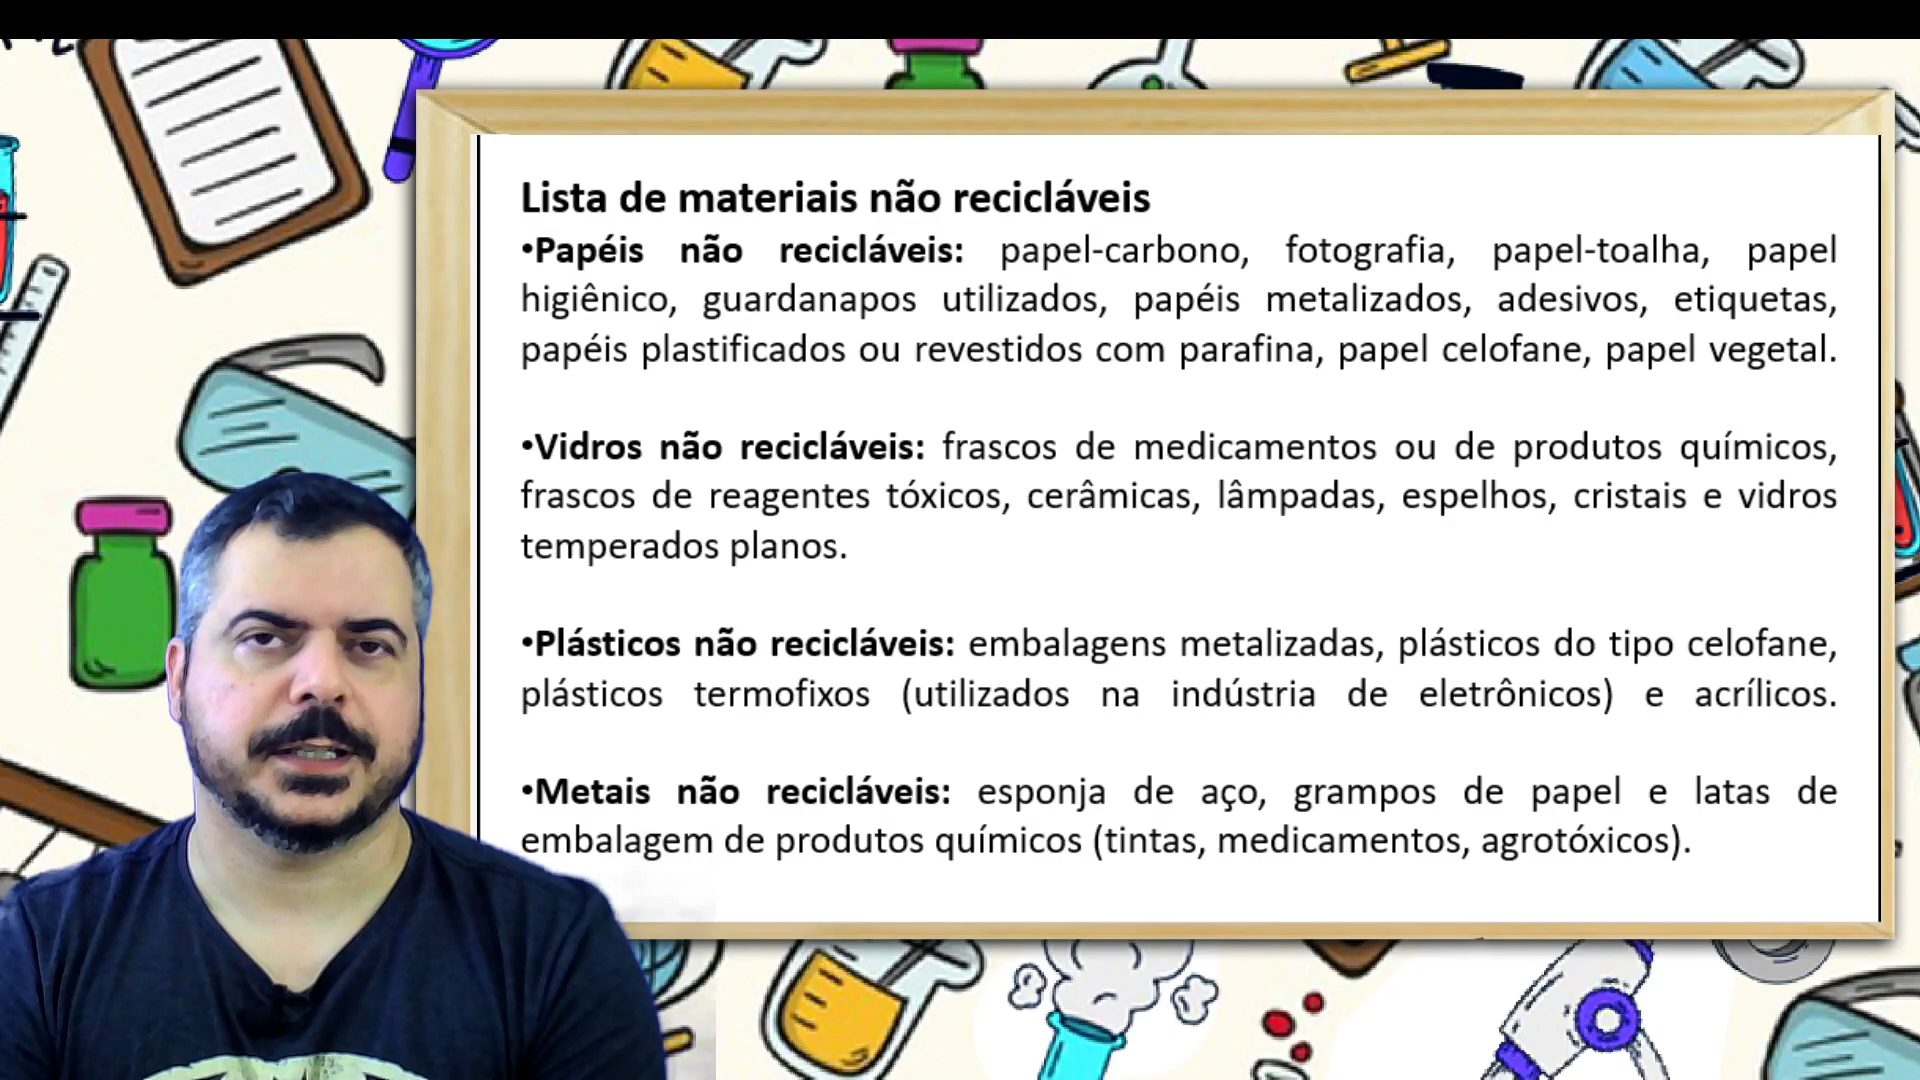 Lista de materiais não recicláveis
•Papéis não recicláveis: papel-carbono, fotografia, papel-toalha, papel
higiênico, guardanapos utilizados, papéis metalizados, adesivos, etiquetas,
papéis plastificados ou revestidos com parafina, papel celofane, papel vegetal.
•Vidros não recicláveis: frascos de medicamentos ou de produtos químicos,
frascos de reagentes tóxicos, cerâmicas, lâmpadas, espelhos, cristais e vidros
temperados planos.
•Plásticos não recicláveis: embalagens metalizadas, plásticos do tipo celofane,
plásticos termofixos (utilizados na indústria de eletrônicos) e acrílicos.
•Metais não recicláveis: esponja de aço, grampos de papel e latas de
embalagem de produtos químicos (tintas, medicamentos, agrotóxicos).